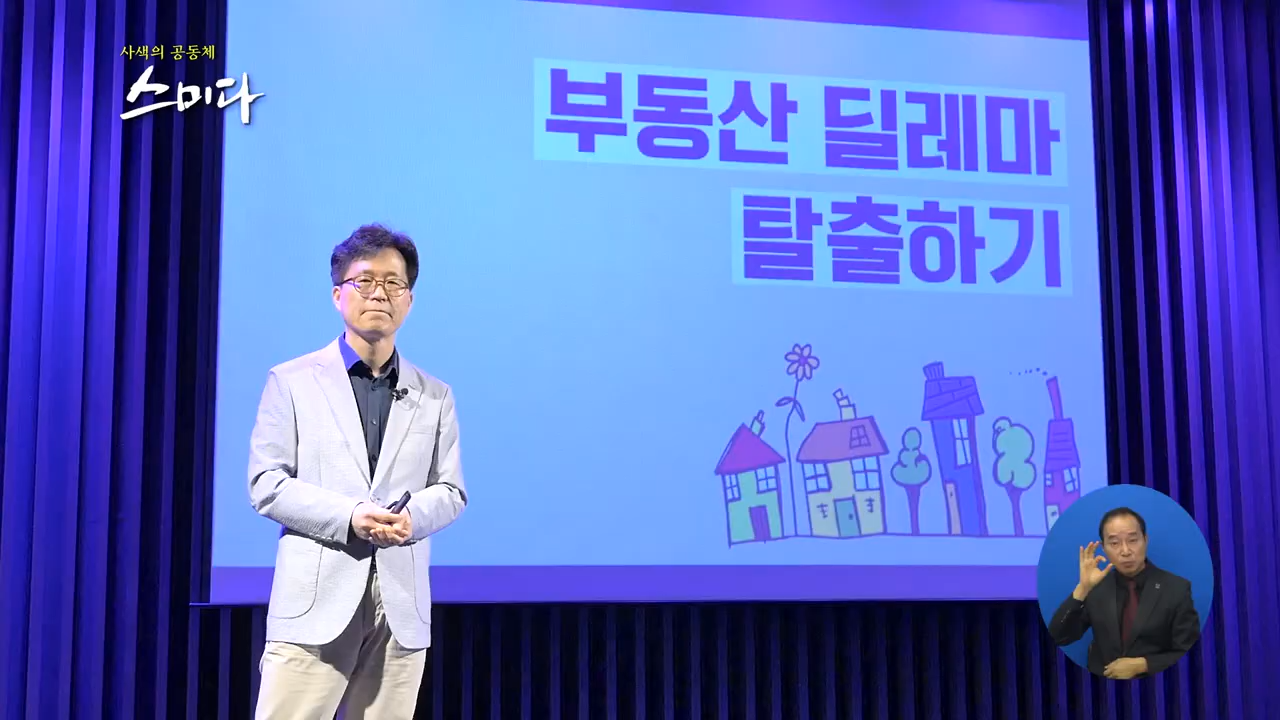 사색의 공동체
스미다
부동산 딜레마
탈출하기